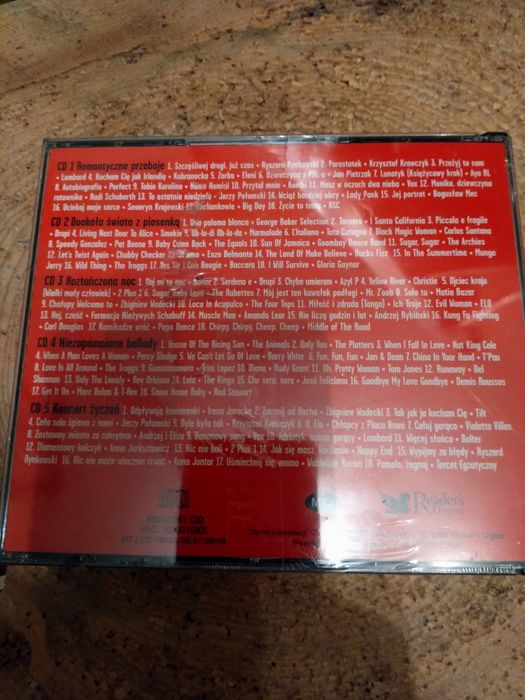 CD 1 Romantyczne przeboje 1. Szczęśliwej drogi, już czas • Ryszard Rynkowski 2. Parostatek • Krzysztof Krawczyk 3. Przeżyj to sam
• Lombard 4. Kocham Cię jak Irlandię • Kobranocka 5. Zorba • Eleni 6. Dziewczyna z PRL-u • Jan Pietrzak 7. Lunatyk (Księżycowy krok) • Aya RL
8. Autobiografia • Perfect 9. Tobie Karolino • Homo Homini 10. Przytul mnie • Kombi 11. Masz w oczach dwa nieba • Vox 12. Monika, dziewczyna
ratownika • Rudi Schuberth 13. To ostatnia niedziela • Jerzy Połomski 14. Wciąż bardziej obcy • Lady Pank 15. Jej portret • Bogusław Mec
16. Uciekaj moje serce • Seweryn Krajewski 17. • Big Day 18. Życie to teatr • RSC
CD 2 Dookoła świata z piosenką 1. Una paloma blanca • George Baker Selection 2. Tornerò • I Santo California 3. Piccola e fragile
• Drupi 4. Living Next Door To Alice • Smokie 5. Ob-la-di Ob-la-da • Marmalade 6. L'Italiano • Toto Cutugno 7. Black Magic Woman • Carlos Santana
8. Speedy Gonzalez • Pat Boone 9. Baby Come Back • The Equals 10. Sun Of Jamaica • Goombay Dance Band 11. Sugar, Sugar • The Archies
12. Let's Twist Again • Chubby Checker 13. • Enzo Belmonte 14. The Land Of Make Believe • Bucks Fizz 15. In The Summertime • Mungo
Jerry 16. Wild Thing • The Troggs 17. Yes Sir I Can Boogie • Baccara 18. I Will Survive • Gloria Gaynor
CD 3 Roztańczona noc 1. Daj mi tę noc • Bolter 2. Serdeno e • Drupi 3. Chyba umieram • Azyl P 4. Yellow River • Christie 5. Ojciec kraju
(Wielki mały człowiek) • 2 Plus 1 6. Sugar Baby Love • The Rubettes 7. Mój jest ten kawałek podłogi • Mr. Zoob 8. Solo tu • Matia Bazar
9. Chałupy Welcome To • Zbigniew Wodecki 10. Loco In Acapulco • The Four Tops 11. Miłość i zdrada (Tango) • Ich Troje 12. Evil Woman • ELO
13. Hej, cześć • Formacja Nieżywych Schabuff 14. Music Man • Amanda Lear 15. Nie liczę godzin i lat • Andrzej Rybiński 16. Kung Fu Fighting
• Carl Douglas 17. Kamikadze wróć • Papa Dance 18. Chirpy, Chirpy, Cheep, Cheep • Middle Of The Road
CD 4 Niezapomniane ballady 1. House Of The Rising Sun • The Animals 2. Only You • The Platters 3. When I Fall In Love • Nat King Cole
4. When A Man Loves A Woman • Percy Sledge 5. We Can't Let Go Of Love • Barry White 6. Fun, Fun, Fun • Jan & Dean 7. China In Your Hand • T'Pau
8. Love Is All Around • The Troggs 9. Guantanamera • Trini Lopez 10. Diana • Rudy Grant 11. Oh, Pretty Woman • Tom Jones 12. Runaway • Del
Shannon 13. Only The Lonely • Roy Orbison 14. Lola • The Kings 15. Che sera, sera • José Feliciano 16. Goodbye My Love Goodbye • Demis Roussos
17. Get It On • Marc Bolan & T-Rex 18. Come Home Baby • Rod Stewart
CD 5 Koncert życzeń 1. Odpływają kawiarenki • Irena Jarocka 2. Zacznij od Bacha • Zbigniew Wodecki 3. Tak jak ja kocham Cię • Tilt
4. Cała sala śpiewa z nami • Jerzy Połomski 5. Dylu było tak • Krzysztof Krawczyk 6. O, Ela • Chłopcy z Placu Broni 7. Całuj gorąco • Violetta Villas
8. Zostawmy miasto za zakrętem • Andrzej i Eliza 9. Bananowy song • Vox 10. Adriatyk, ocean gorący • Lombard 11. Więcej słońca • Bolter
12. Diamentowy kolczyk • Anna Jurksztowicz 13. Nic nie boli • 2 Plus 1 14. Jak się masz, kochanie • Happy End 15. Wypijmy za błędy • Ryszard
Rynkowski 16. Nic nie może wiecznie trwać • Anna Jantar 17. Uśmiechnij się, mamo • Waldemar Kocoń 18. Pamelo, żegnaj • Tercet Egzotyczny
Reader's
Digest